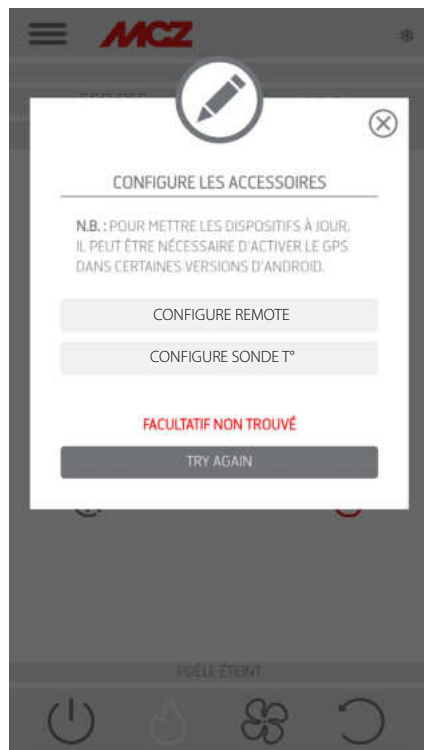 MCZ
CONFIGURE LES ACCESSOIRES
N.B. : POUR METTRE LES DISPOSITIFS À JOUR,
IL PEUT ÊTRE NÉCESSAIRE D'ACTIVER LE GPS
DANS CERTAINES VERSIONS D'ANDROID.
CONFIGURE REMOTE
CONFIGURE SONDE T°
FACULTATIF NON TROUVÉ
TRY AGAIN
POÊLE ÉTEINT